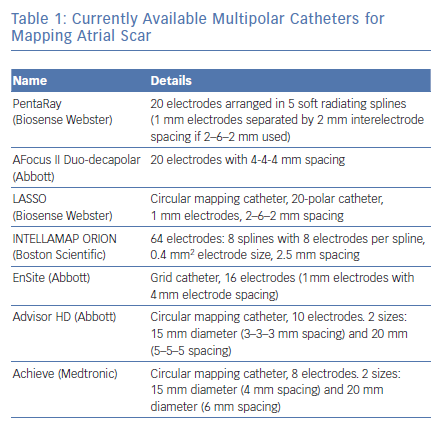 Table 1: Currently Available Multipolar Catheters for
Mapping Atrial Scar
Name Details
PentaRay 20 electrodes arranged in 5 soft radiating splines
(Biosense Webster) (1 mm electrodes separated by 2 mm interelectrode
spacing if 2–6–2 mm used)
AFocus II Duo-decapolar 20 electrodes with 4-4-4 mm spacing
(Abbott)
LASSO Circular mapping catheter, 20-polar catheter,
(Biosense Webster) 1 mm electrodes, 2–6–2 mm spacing
INTELLAMAP ORION 64 electrodes: 8 splines with 8 electrodes per spline,
(Boston Scientific) 0.4 mm² electrode size, 2.5 mm spacing
EnSite (Abbott) Grid catheter, 16 electrodes (1mm electrodes with
4 mm electrode spacing)
Advisor HD (Abbott) Circular mapping catheter, 10 electrodes. 2 sizes:
15 mm diameter (3–3–3 mm spacing) and 20 mm
(5–5–5 spacing)
Achieve (Medtronic) Circular mapping catheter, 8 electrodes. 2 sizes:
15 mm diameter (4 mm spacing) and 20 mm
diameter (6 mm spacing)